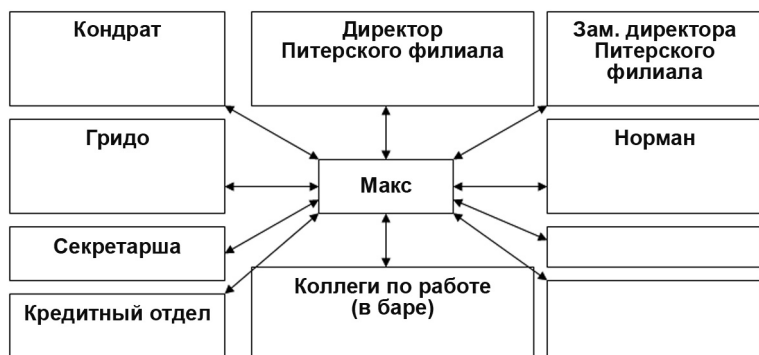 Кондрат
Директор
Питерского филиала
Зам. директора
Питерского
филиала
Гридо
Макс
Норман
Секретарша
Коллеги по работе
(в баре)
Кредитный отдел